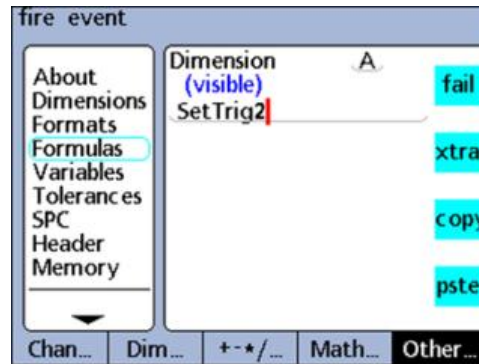 fire event
About
Dimensions
Formats
Formulas
Variables
Tolerances
SPC
Header
Memory
Dimension A
(visible)
SetTrig2
fail
xtra
copy
pste
Chan... Dim... +-*/... Math... Other...